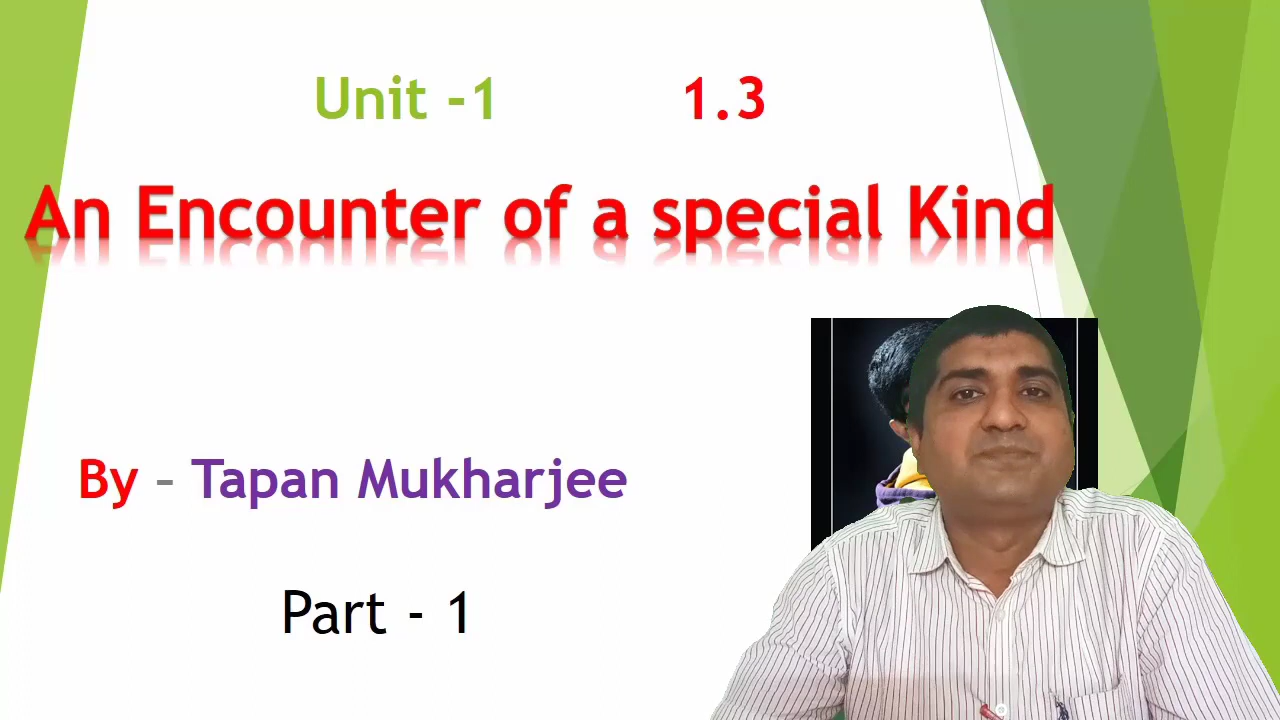 Unit -1 1.3
An Encounter of a special Kind
By – Tapan Mukharjee
Part - 1